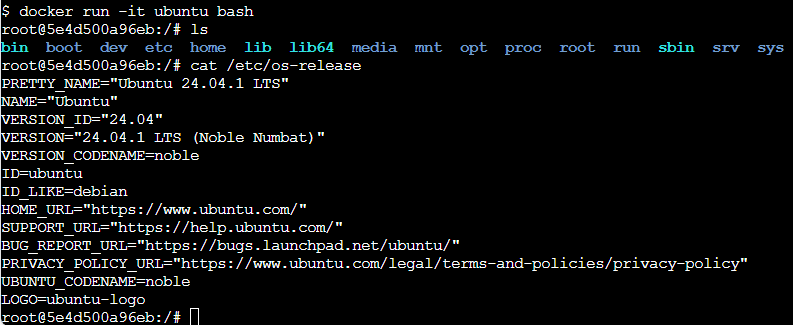 $ docker run -it ubuntu bash
root@5e4d500a96eb:/# ls
bin boot dev etc home lib lib64 media mnt opt proc root run sbin srv sys
root@5e4d500a96eb:/# cat /etc/os-release
PRETTY_NAME="Ubuntu 24.04.1 LTS"
NAME="Ubuntu"
VERSION_ID="24.04"
VERSION="24.04.1 LTS (Noble Numbat)"
VERSION_CODENAME=noble
ID=ubuntu
ID_LIKE=debian
HOME_URL="https://www.ubuntu.com/"
SUPPORT_URL="https://help.ubuntu.com/"
BUG_REPORT_URL="https://bugs.launchpad.net/ubuntu/"
PRIVACY_POLICY_URL="https://www.ubuntu.com/legal/terms-and-policies/privacy-policy"
UBUNTU_CODENAME=noble
LOGO=ubuntu-logo
root@5e4d500a96eb:/#